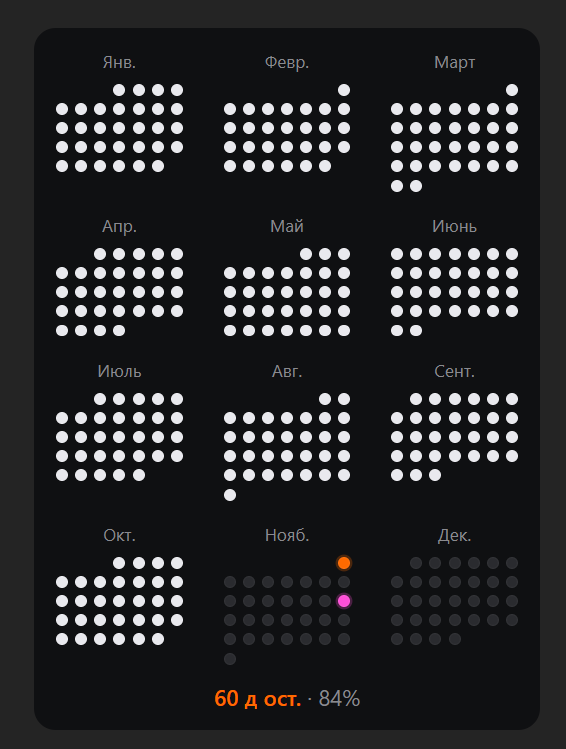 Янв. Февр. Март
Апр. Май Июнь
Июль Авг. Сент.
Окт. Нояб. Дек.
60 д ост. · 84%